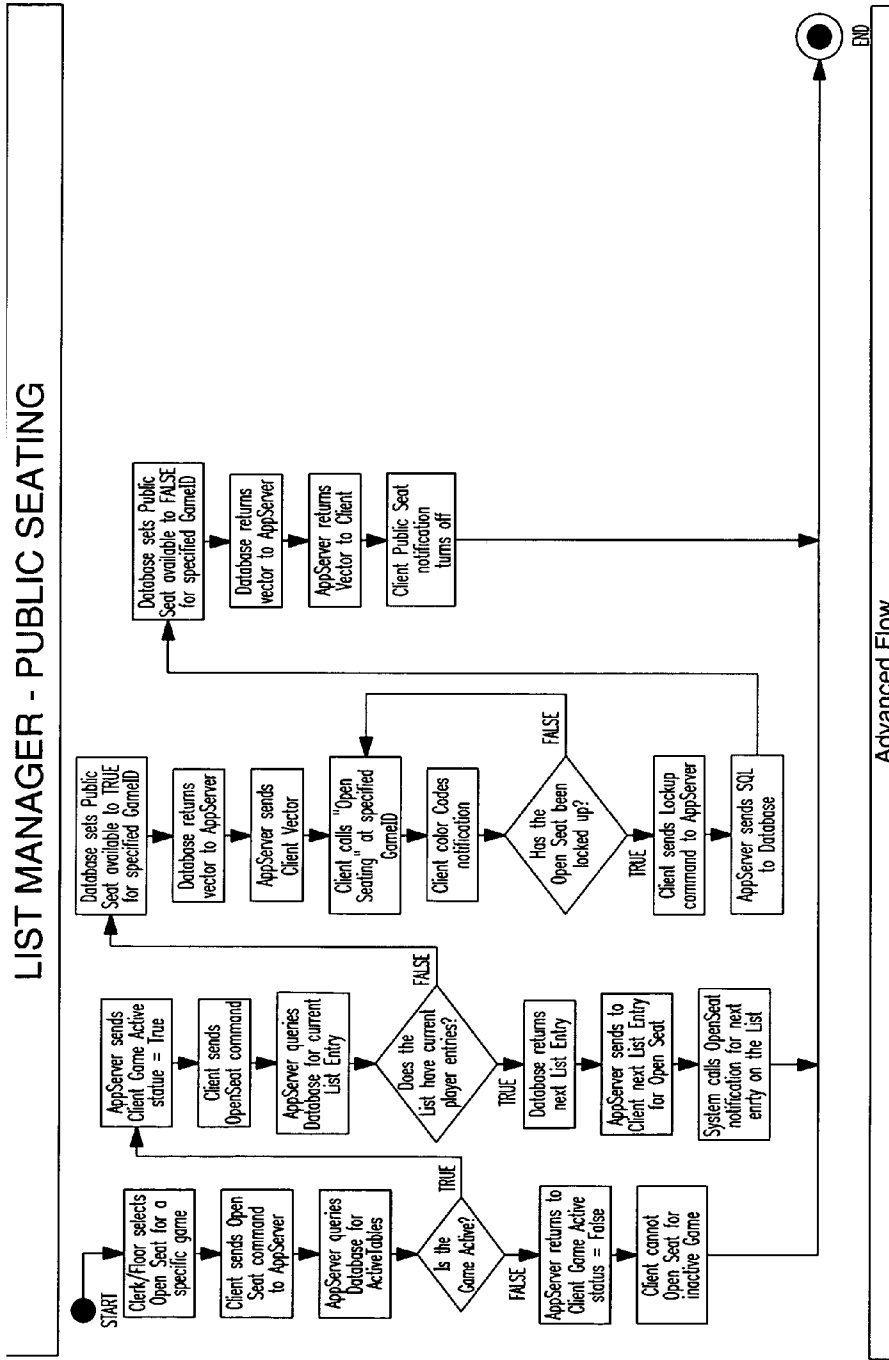 LIST MANAGER - PUBLIC SEATING
START
Clerk/Floor selects
Open Seat for a
specific game
Client sends Open
Seat command
to AppServer
AppServer queries
Database for
ActiveTables
Is the
Game Active?
TRUE
FALSE
AppServer returns to
Client Game Active
status = False
Client cannot
Open Seat for
inactive Game
AppServer sends
Client Game Active
status = True
Client sends
OpenSeat command
AppServer queries
Database for current
List Entry
Does the
List have current
player entries?
FALSE
TRUE
Database returns
next List Entry
AppServer sends to
Client next List Entry
for Open Seat
System calls OpenSeat
notification for next
entry on the List
Database sets Public
Seat available to TRUE
for specified GameID
Database returns
vector to AppServer
AppServer sends
Client Vector
Client calls "Open
Seating" at specified
GameID
Client color Codes
notification
Has the
Open Seat been
locked up?
FALSE
TRUE
Client sends Lockup
command to AppServer
AppServer sends SQL
to Database
Database sets Public
Seat available to FALSE
for specified GameID
Database returns
vector to AppServer
AppServer returns
Vector to Client
Client Public Seat
notification
turns off
END
Advanced Flow